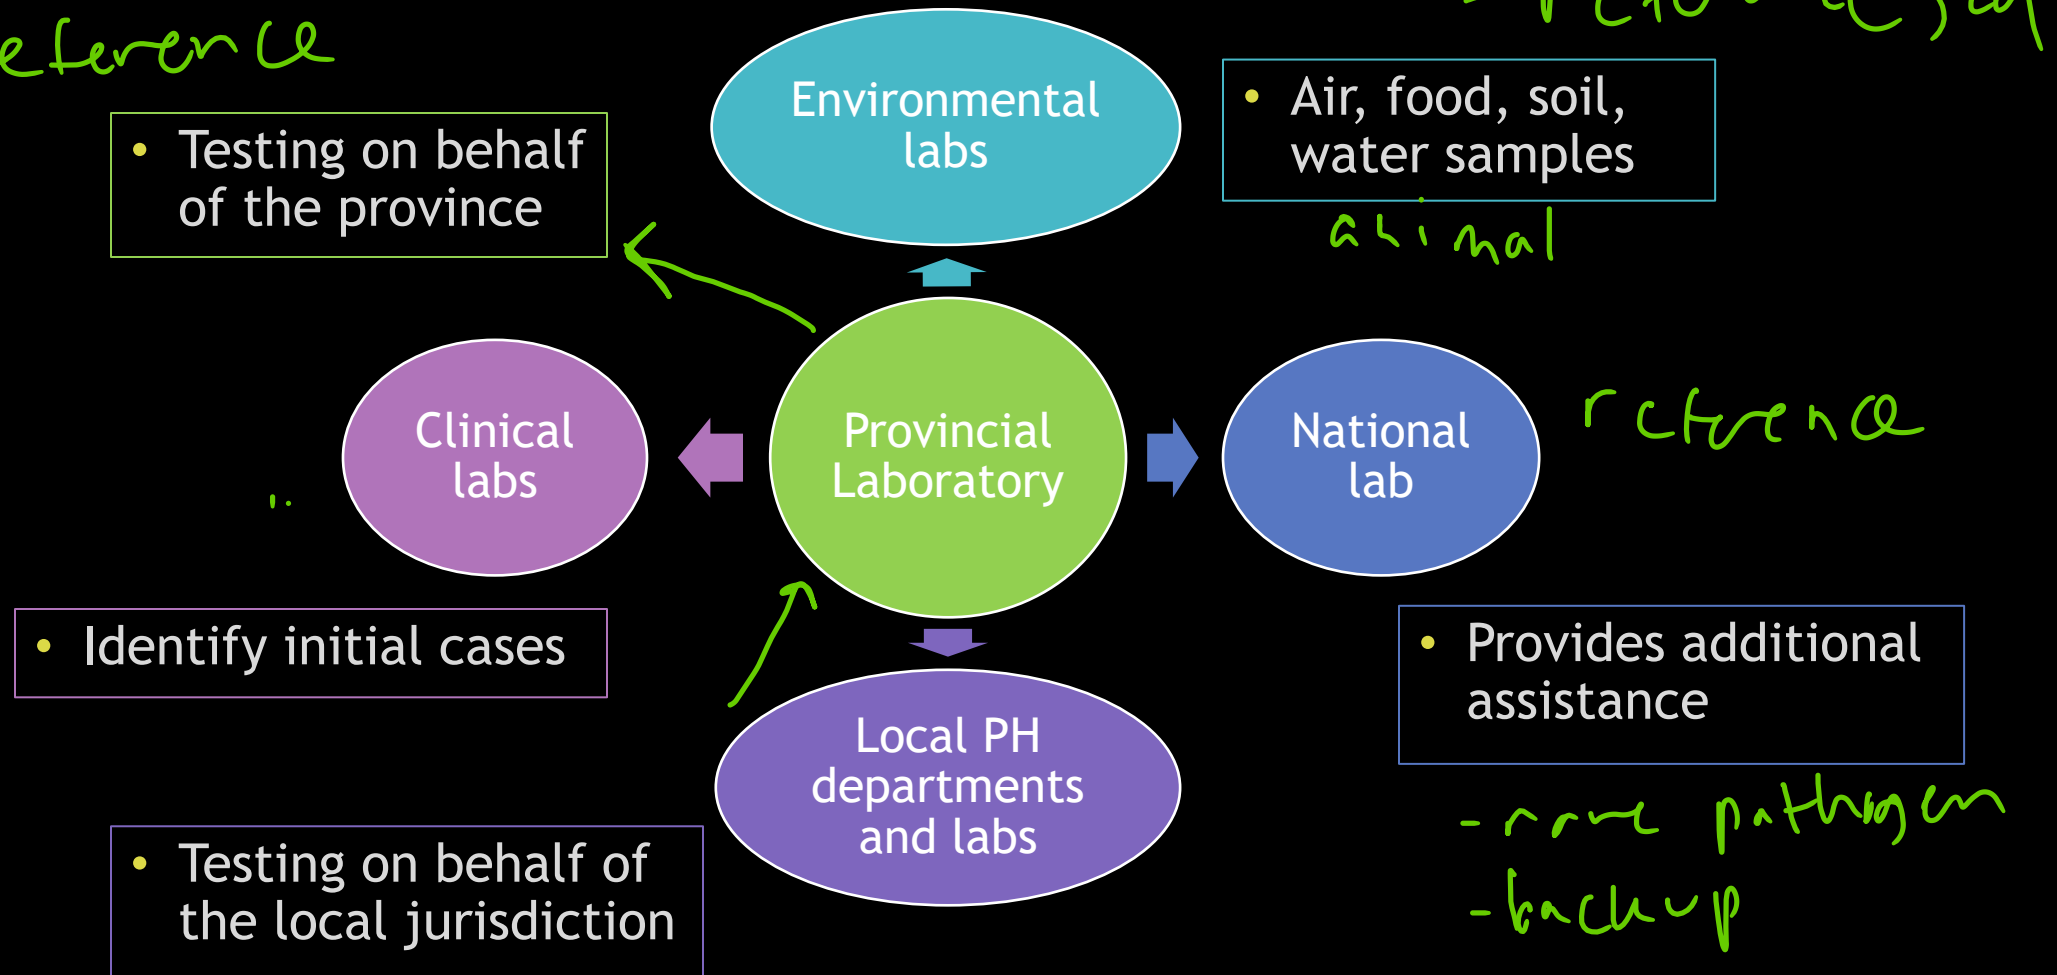 Environmental
labs
• Air, food, soil,
water samples
animal
• Testing on behalf
of the province
Clinical
labs
Provincial
Laboratory
National
lab
reference
• Identify initial cases
• Provides additional
assistance
- rare pathogen
- backup
Local PH
departments
and labs
• Testing on behalf of
the local jurisdiction